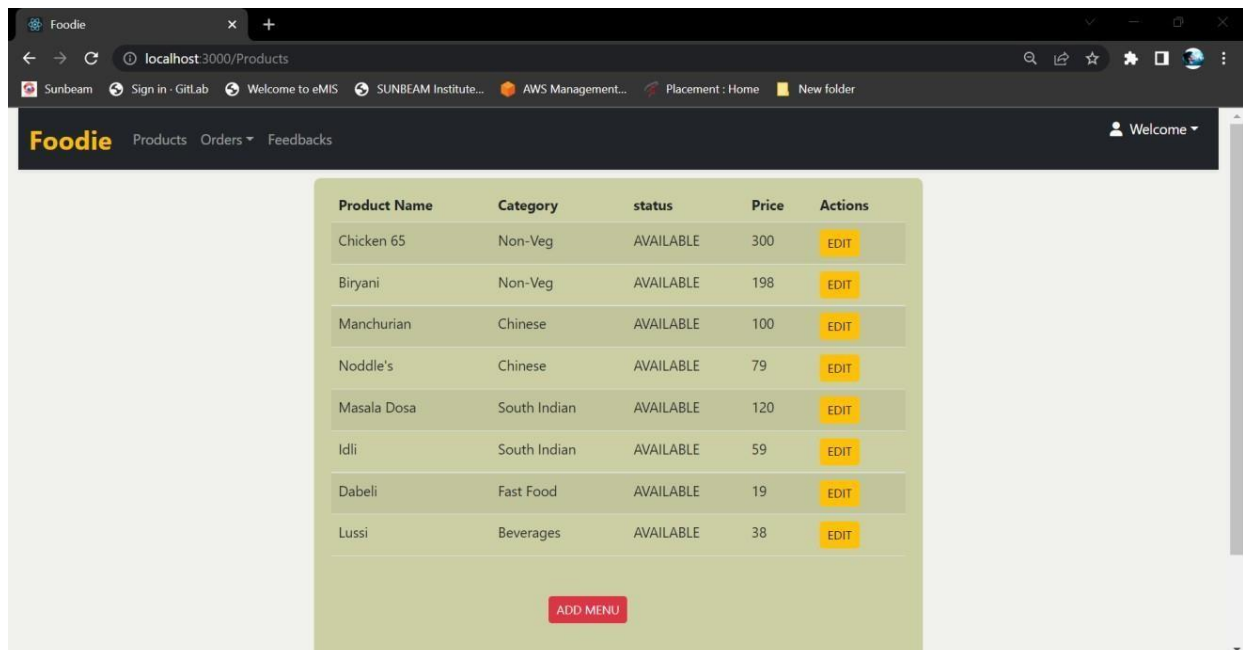 Foodie
localhost:3000/Products
Sunbeam Sign in · GitLab Welcome to eMIS SUNBEAM Institute... AWS Management... Placement : Home New folder
Foodie Products Orders Feedbacks Welcome
Product Name Category status Price Actions
Chicken 65 Non-Veg AVAILABLE 300 EDIT
Biryani Non-Veg AVAILABLE 198 EDIT
Manchurian Chinese AVAILABLE 100 EDIT
Noddle's Chinese AVAILABLE 79 EDIT
Masala Dosa South Indian AVAILABLE 120 EDIT
Idli South Indian AVAILABLE 59 EDIT
Dabeli Fast Food AVAILABLE 19 EDIT
Lussi Beverages AVAILABLE 38 EDIT
ADD MENU